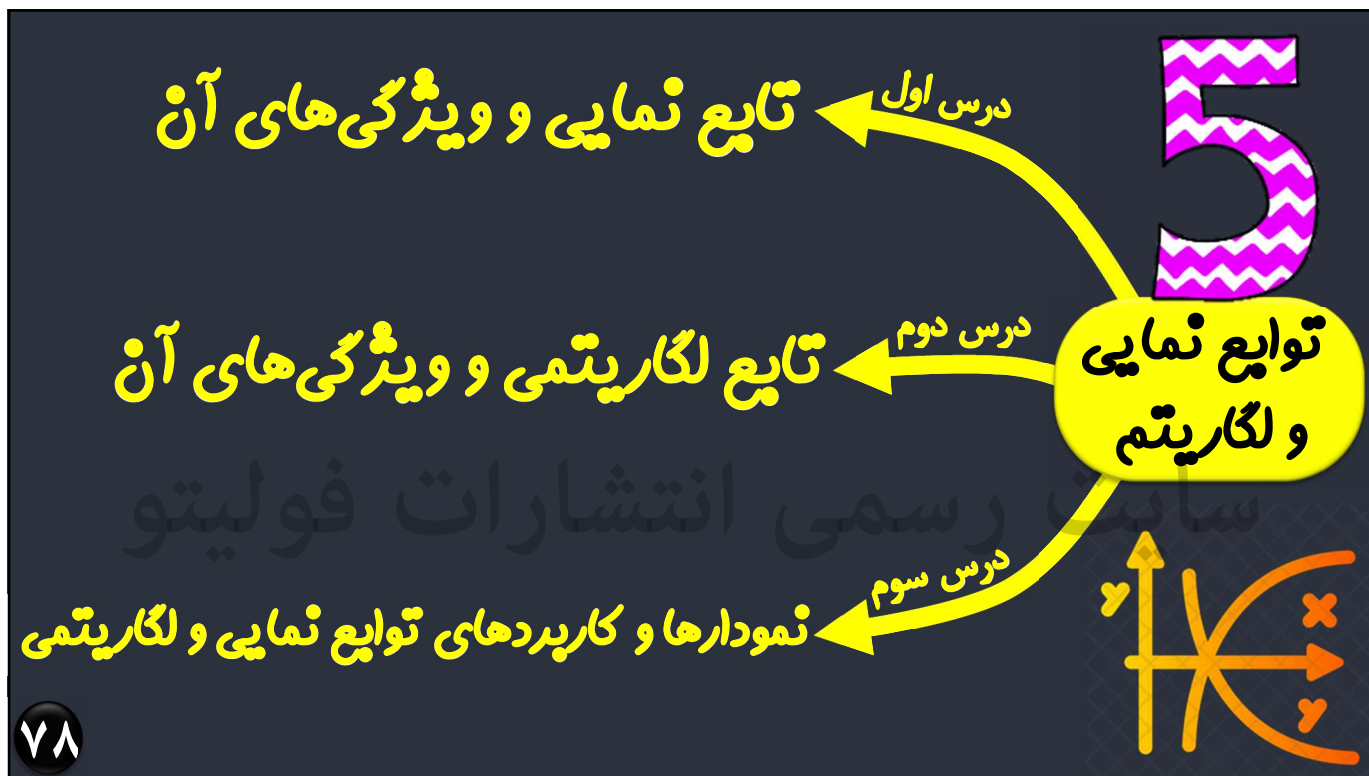 5
توابع نمایی
و لگاریتم
درس اول
تابع نمایی و ویژگی‌های آن
درس دوم
تابع لگاریتمی و ویژگی‌های آن
درس سوم
نمودارها و کاربردهای توابع نمایی و لگاریتمی
سایت رسمی انتشارات فولیتو
y
x
y
۷۸